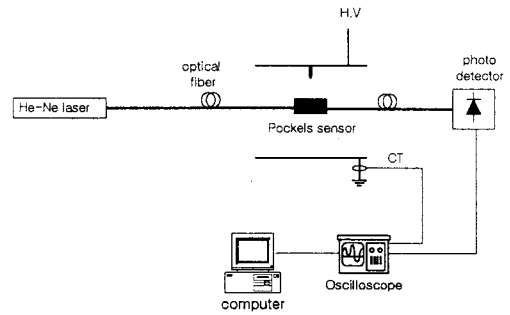 H.V
optical
fiber
photo
detector
He-Ne laser
Pockels sensor
CT
Oscilloscope
computer